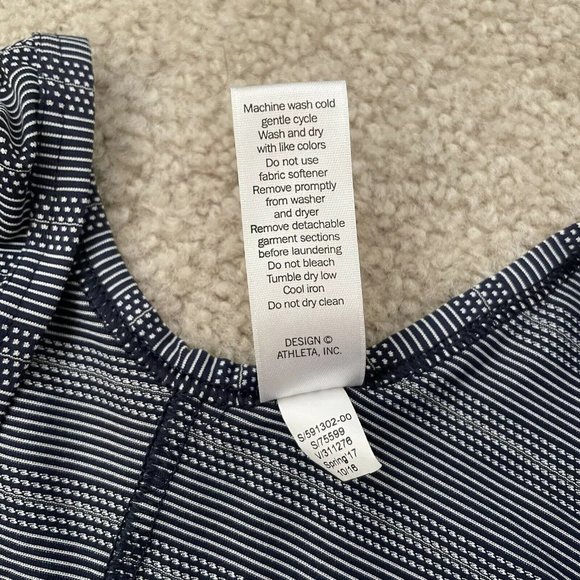 Machine wash cold
gentle cycle
Wash and dry
with like colors
Do not use
fabric softener
Remove promptly
from washer
and dryer
Remove detachable
garment sections
before laundering
Do not bleach
Tumble dry low
Cool iron
Do not dry clean
DESIGN ©
ATHLETA, INC.
S/591302-00
S/75599
V/311276
Spring'17
10/16